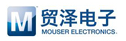 贸泽电子
MOUSER ELECTRONICS.